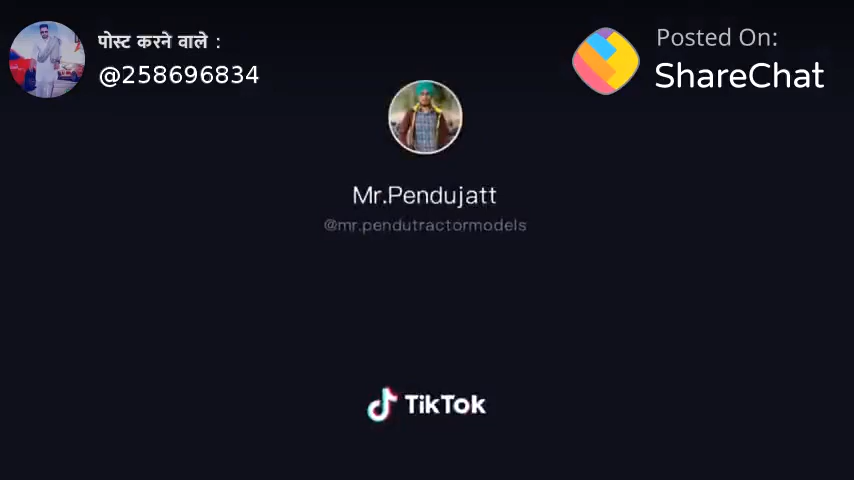 पोस्ट करने वाले :
@258696834
Posted On:
ShareChat
Mr.Pendujatt
@mr.pendutractormodels
TikTok